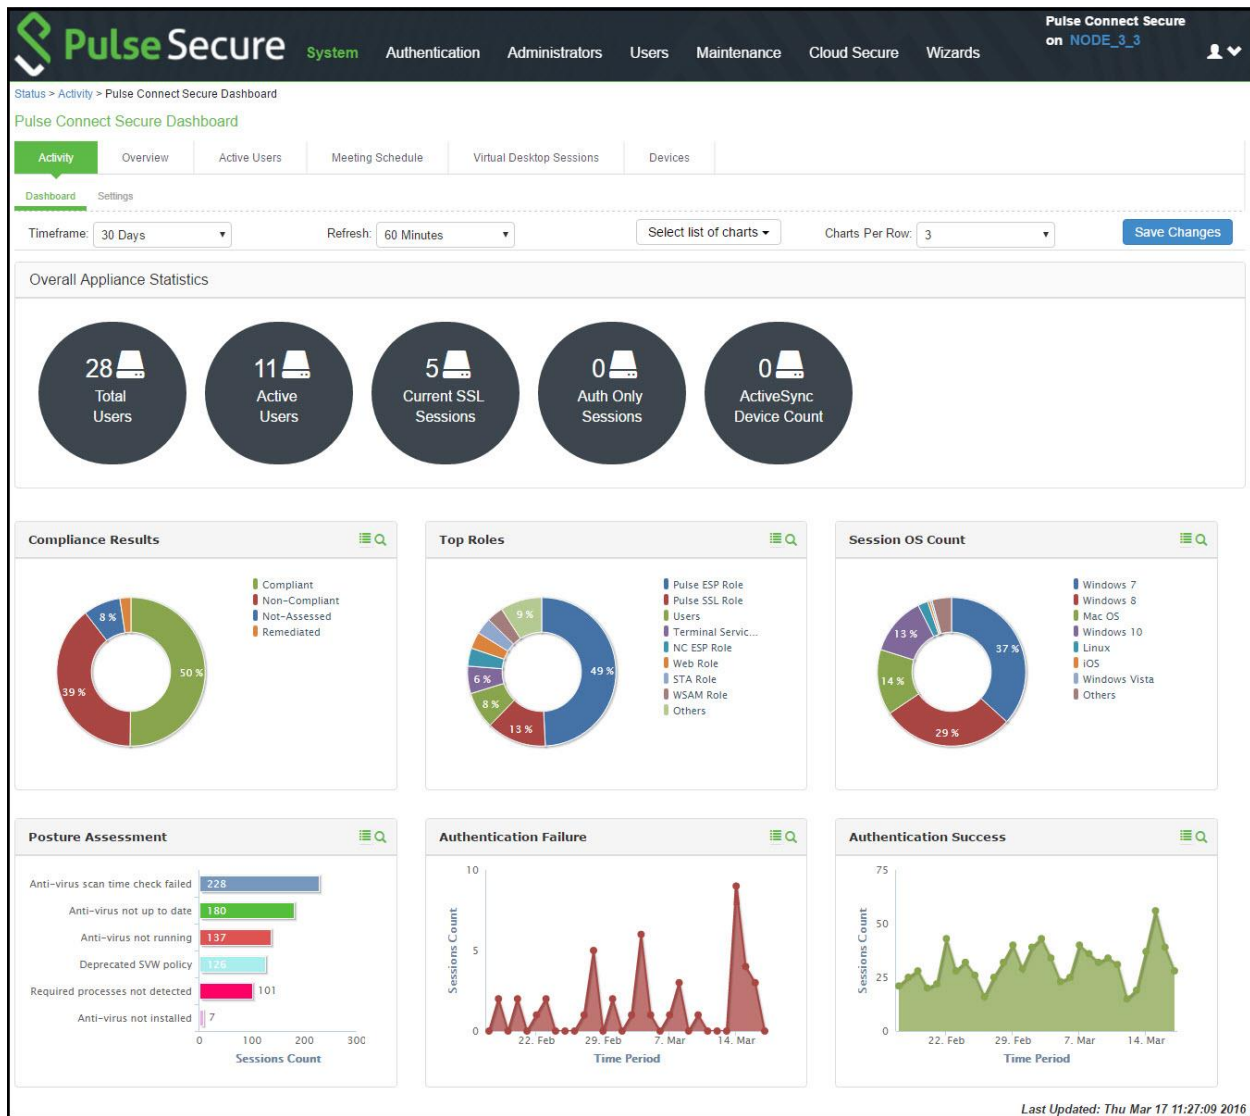 Pulse Secure
System Authentication Administrators Users Maintenance Cloud Secure Wizards
Pulse Connect Secure
on NODE_3_3
Status > Activity > Pulse Connect Secure Dashboard
Pulse Connect Secure Dashboard
Activity Overview Active Users Meeting Schedule Virtual Desktop Sessions Devices
Dashboard Settings
Timeframe: 30 Days Refresh: 60 Minutes Select list of charts Charts Per Row: 3 Save Changes
Overall Appliance Statistics
28
Total
Users
11
Active
Users
5
Current SSL
Sessions
0
Auth Only
Sessions
0
ActiveSync
Device Count
Compliance Results
Compliant
Non-Compliant
Not-Assessed
Remediated
8 %
50 %
39 %
Top Roles
Pulse ESP Role
Pulse SSL Role
Users
Terminal Servic...
NC ESP Role
Web Role
STA Role
WSAM Role
Others
9 %
49 %
6 %
8 %
13 %
Session OS Count
Windows 7
Windows 8
Mac OS
Windows 10
Linux
iOS
Windows Vista
Others
13 %
37 %
14 %
29 %
Posture Assessment
Anti-virus scan time check failed 228
Anti-virus not up to date 180
Anti-virus not running 137
Deprecated SVW policy 126
Required processes not detected 101
Anti-virus not installed 7
0 100 200 300
Sessions Count
Authentication Failure
10
5
0
Sessions Count
22. Feb 29. Feb 7. Mar 14. Mar
Time Period
Authentication Success
75
50
25
0
Sessions Count
22. Feb 29. Feb 7. Mar 14. Mar
Time Period
Last Updated: Thu Mar 17 11:27:09 2016